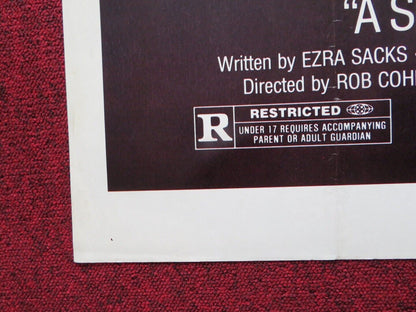 "A S
Written by EZRA SACKS
Directed by ROB COH
R RESTRICTED
UNDER 17 REQUIRES ACCOMPANYING
PARENT OR ADULT GUARDIAN